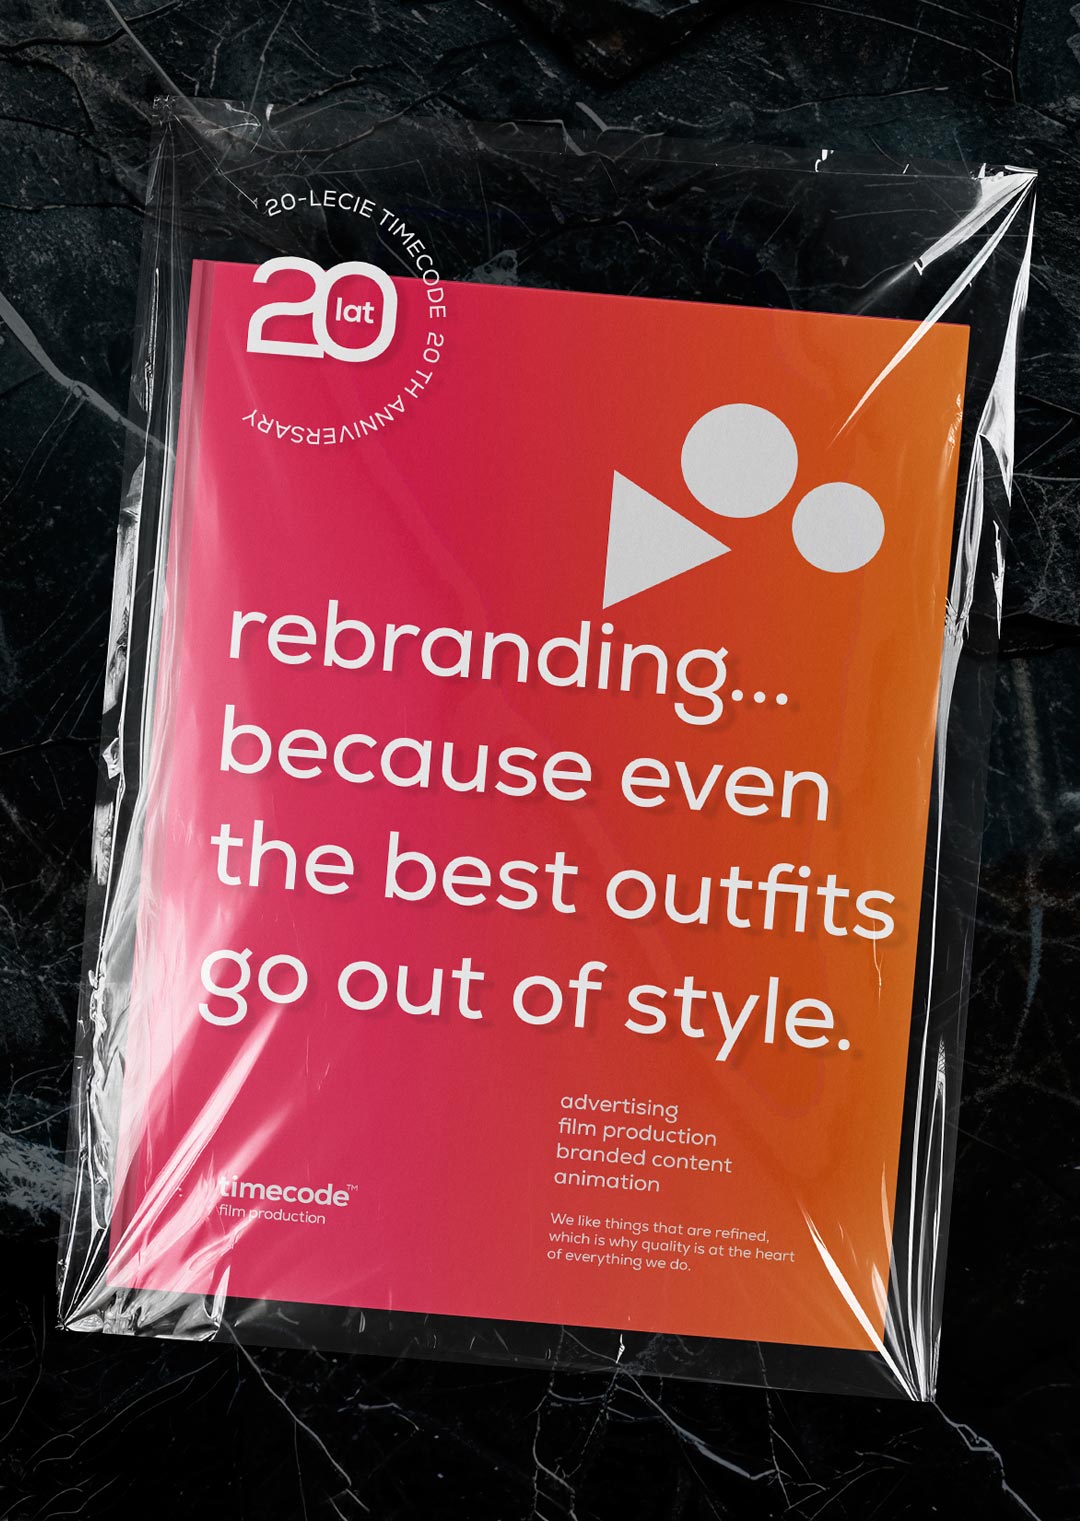 20-LECIE TIMECODE 20TH ANNIVERSARY
20
lat
rebranding...
because even
the best outfits
go out of style.
advertising
film production
branded content
animation
timecode™
film production
We like things that are refined,
which is why quality is at the heart
of everything we do.